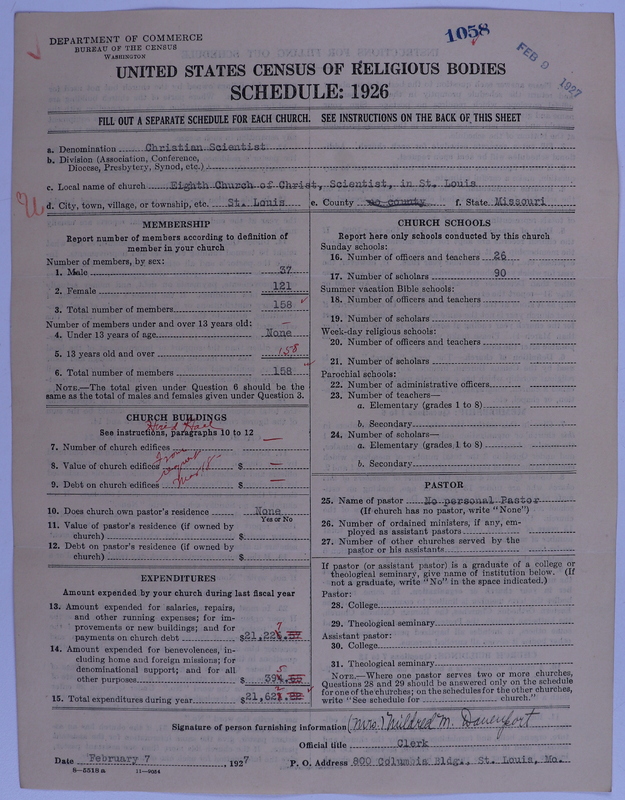 1058
FEB 9 1927
DEPARTMENT OF COMMERCE
BUREAU OF THE CENSUS
WASHINGTON
UNITED STATES CENSUS OF RELIGIOUS BODIES
SCHEDULE: 1926
FILL OUT A SEPARATE SCHEDULE FOR EACH CHURCH. SEE INSTRUCTIONS ON THE BACK OF THIS SHEET
a. Denomination Christian Scientist
b. Division (Association, Conference,
Diocese, Presbytery, Synod, etc.)
c. Local name of church Eighth Church of Christ, Scientist, in St. Louis
d. City, town, village, or township, etc. St. Louis e. County no county f. State Missouri
MEMBERSHIP
Report number of members according to definition of
member in your church
Number of members, by sex:
1. Male 37
2. Female 121
3. Total number of members 158
Number of members under and over 13 years old:
4. Under 13 years of age None
5. 13 years old and over 158
6. Total number of members 158
NOTE.—The total given under Question 6 should be the
same as the total of males and females given under Question 3.
CHURCH BUILDINGS
Hired Hall
See instructions, paragraphs 10 to 12
7. Number of church edifices —
8. Value of church edifices $ —
9. Debt on church edifices $ —
10. Does church own pastor's residence None
Yes or No
11. Value of pastor's residence (if owned by
church) $
12. Debt on pastor's residence (if owned by
church) $
EXPENDITURES
Amount expended by your church during last fiscal year
13. Amount expended for salaries, repairs,
and other running expenses; for im-
provements or new buildings; and for
payments on church debt $21,22
14. Amount expended for benevolences, in-
cluding home and foreign missions; for
denominational support; and for all
other purposes $ 39
15. Total expenditures during year $21,62
CHURCH SCHOOLS
Report here only schools conducted by this church
Sunday schools:
16. Number of officers and teachers 26
17. Number of scholars 90
Summer vacation Bible schools:
18. Number of officers and teachers
19. Number of scholars
Week-day religious schools:
20. Number of officers and teachers
21. Number of scholars
Parochial schools:
22. Number of administrative officers
23. Number of teachers—
a. Elementary (grades 1 to 8)
b. Secondary
24. Number of scholars—
a. Elementary (grades 1 to 8)
b. Secondary
PASTOR
25. Name of pastor No personal Pastor
(If church has no pastor, write "None")
26. Number of ordained ministers, if any, em-
ployed as assistant pastors
27. Number of other churches served by the
pastor or his assistants
If pastor (or assistant pastor) is a graduate of a college or
theological seminary, give name of institution below. (If
not a graduate, write "No" in the space indicated.)
Pastor:
28. College
29. Theological seminary
Assistant pastor:
30. College
31. Theological seminary
NOTE.—Where one pastor serves two or more churches,
Questions 28 and 29 should be answered only on the schedule
for one of the churches; on the schedules for the other churches,
write "See schedule for church."
Signature of person furnishing information (Mrs.) Mildred M. Davenport
Official title Clerk
Date February 7, 1927 P. O. Address 800 Columbia Bldg., St. Louis, Mo.
8—5518a 11—9054